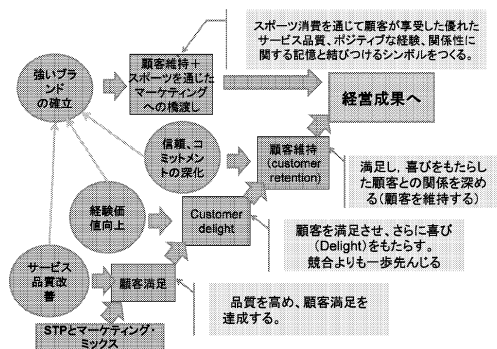 スポーツ消費を通じて顧客が享受した優れた
サービス品質、ポジティブな経験、関係性に
関する記憶と結びつけるシンボルをつくる。
強いブラ
ンド
の確立
顧客維持＋
スポーツを通じた
マーケティング
への橋渡し
経営成果へ
信頼、コ
ミットメン
トの深化
顧客維持
（customer
retention）
満足し，喜びをもたらし
た顧客との関係を深め
る（顧客を維持する）
経験価
値向上
Customer
delight
顧客を満足させ、さらに喜び
（Delight）をもたらす。
競合よりも一歩先んじる
サービス
品質改
善
顧客満足
品質を高め、顧客満足を
達成する。
STPとマーケティング・
ミックス